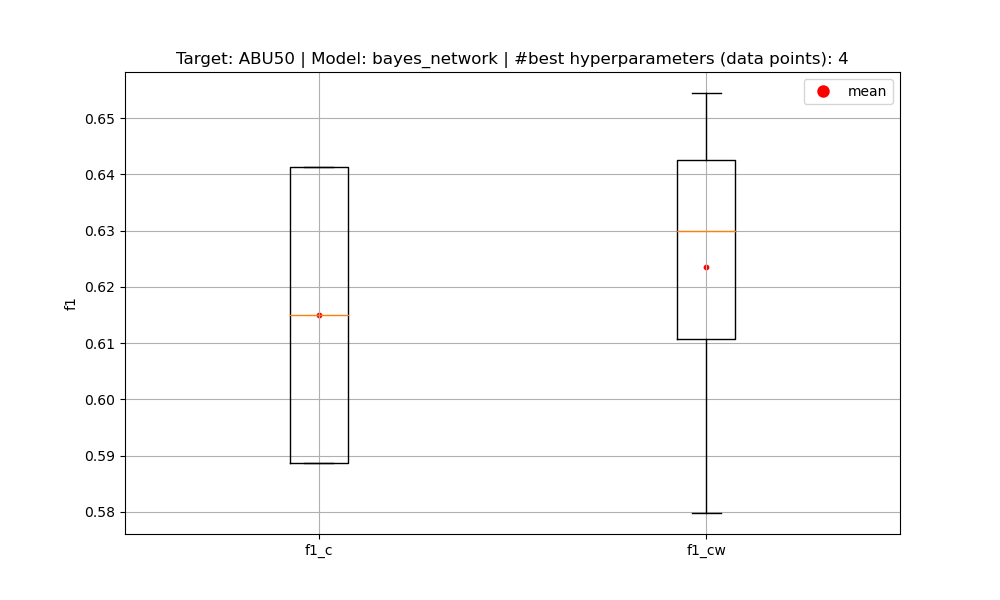 Target: ABU50 | Model: bayes_network | #best hyperparameters (data points): 4
mean
0.65
0.64
0.63
0.62
0.61
0.60
0.59
0.58
f1
f1_c
f1_cw